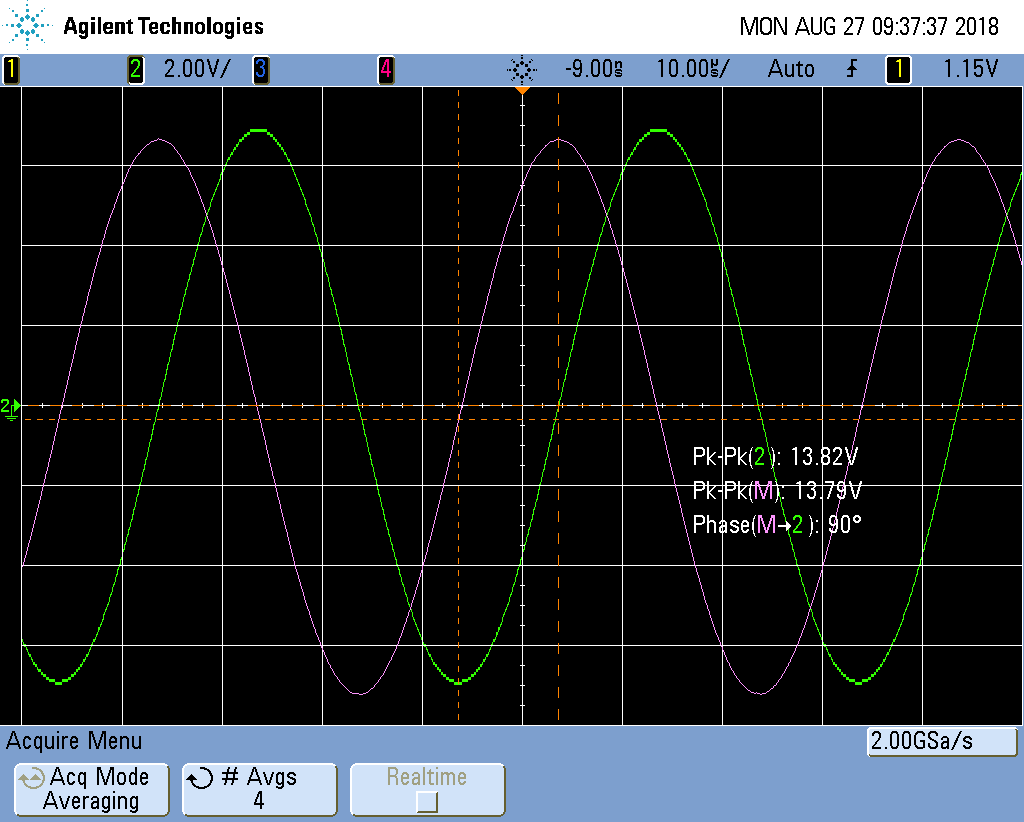 Agilent Technologies MON AUG 27 09:37:37 2018
1 2 2.00V/ 3 4 -9.00ns 10.00us/ Auto 1 1.15V
2
Pk-Pk(2): 13.82V
Pk-Pk(M): 13.79V
Phase(M→2): 90°
Acquire Menu 2.00GSa/s
Acq Mode # Avgs Realtime
Averaging 4